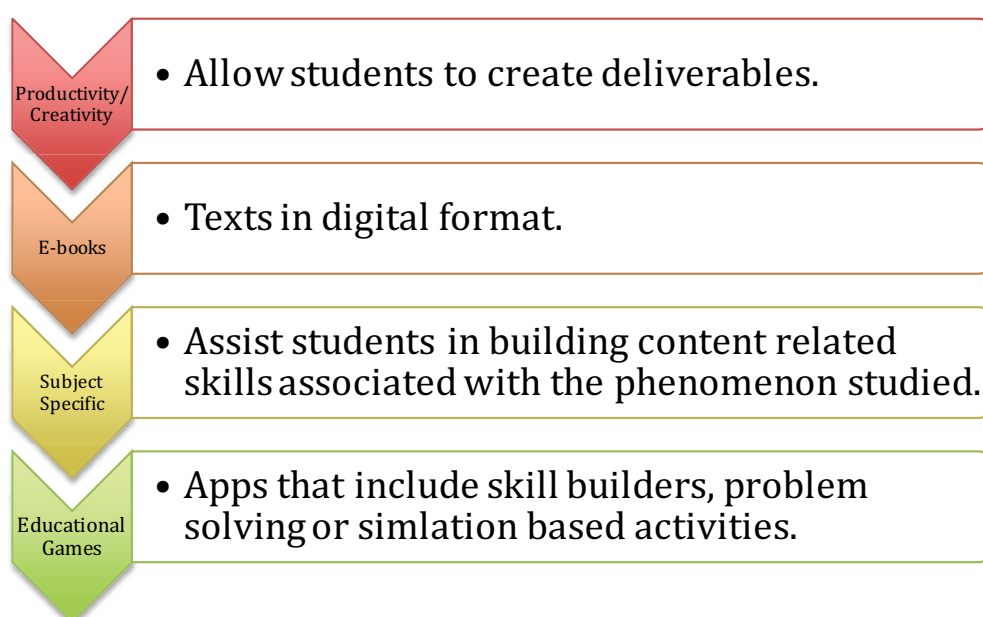 Productivity/
Creativity
• Allow students to create deliverables.
E-books
• Texts in digital format.
Subject
Specific
• Assist students in building content related
skills associated with the phenomenon studied.
Educational
Games
• Apps that include skill builders, problem
solving or simlation based activities.